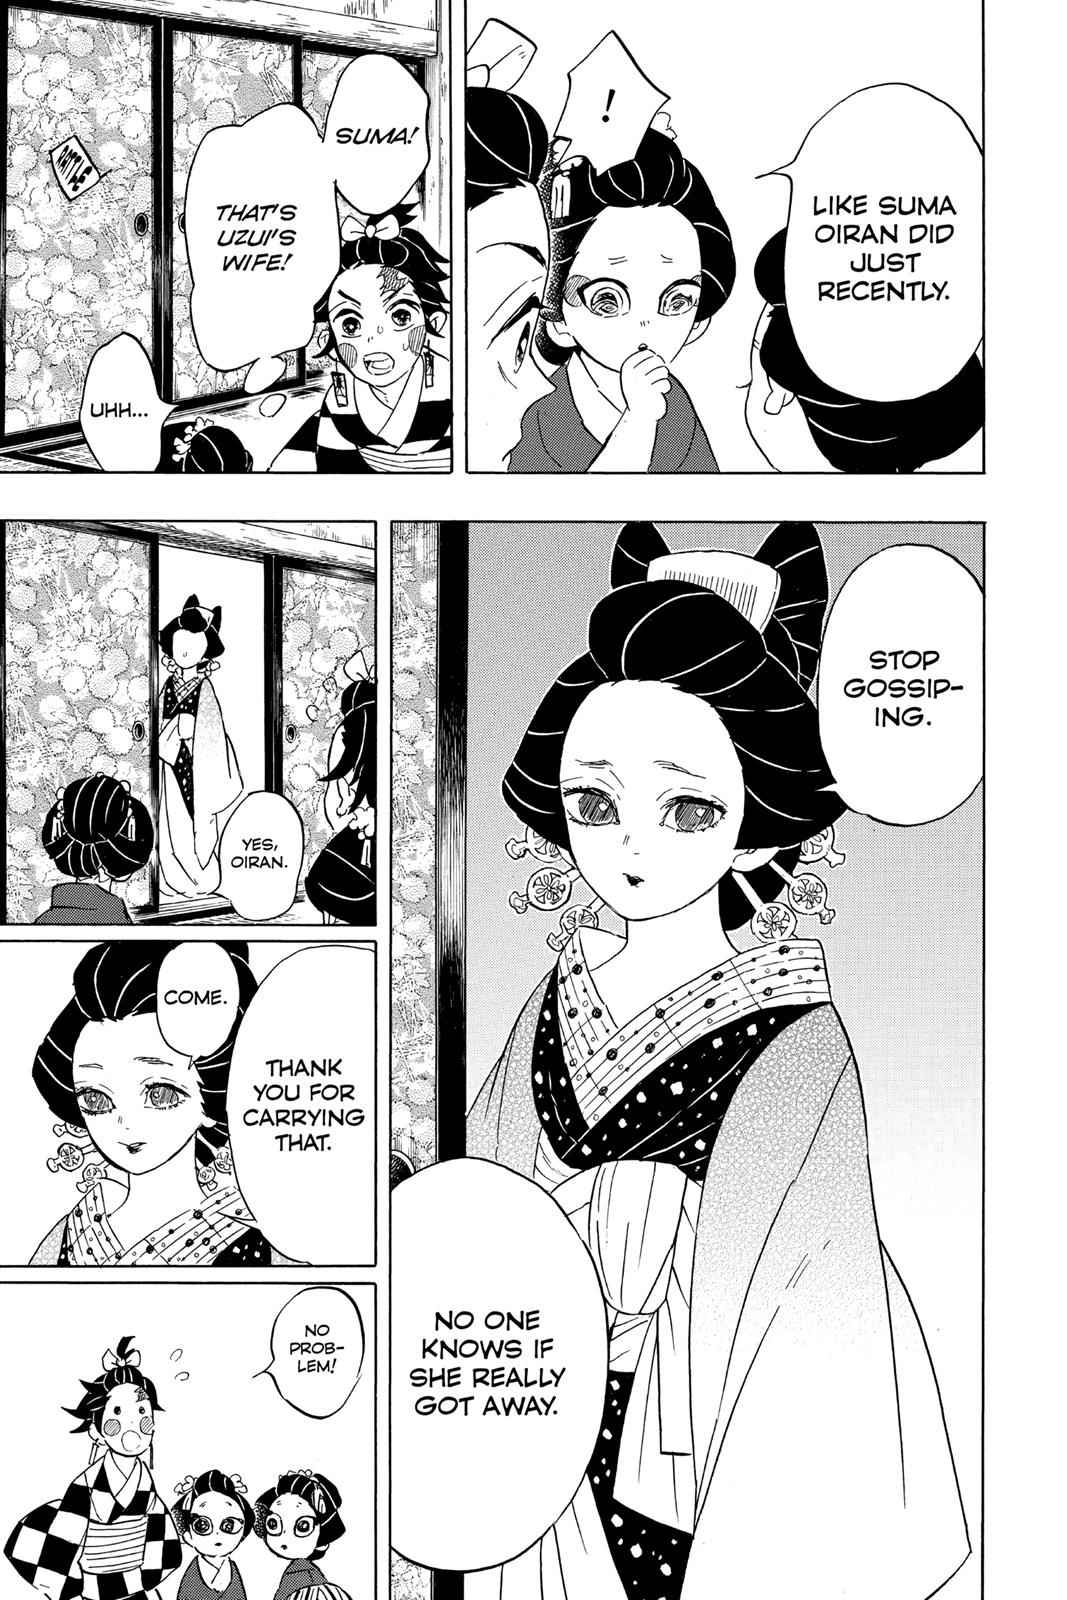 LIKE SUMA
OIRAN DID
JUST
RECENTLY.
!
SUMA!
THAT'S
UZUI'S
WIFE!
RATTLE
UHH...
STOP
GOSSIP-
ING.
NO ONE
KNOWS IF
SHE REALLY
GOT AWAY.
YES,
OIRAN.
THANK
YOU FOR
CARRYING
THAT.
COME.
NO
PROB-
LEM!